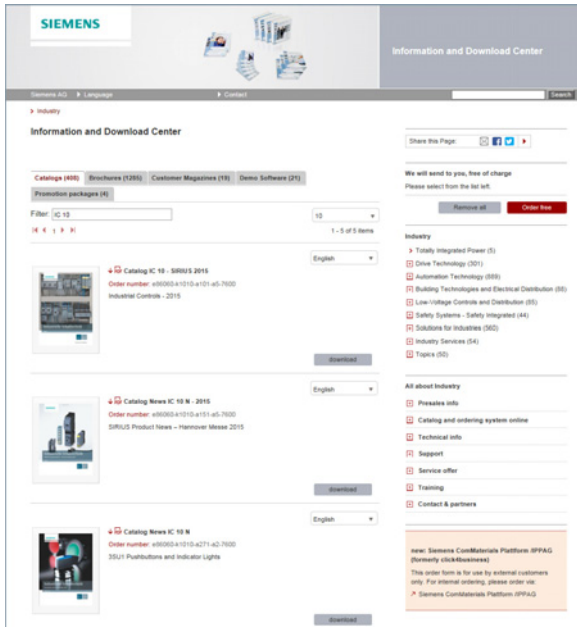 SIEMENS
Information and Download Center
Siemens AG
Language
Contact
Search
Industry
Information and Download Center
Catalogs (400) Brochures (1205) Customer Magazines (19) Demo Software (21)
Promotion packages (4)
Filter: IC 10
10
1
1 - 5 of 5 items
English
Catalog IC 10 - SIRIUS 2015
Order number: e86060-k1010-a101-a5-7600
Industrial Controls - 2015
download
English
Catalog News IC 10 N - 2015
Order number: e86060-k1010-a151-a5-7600
SIRIUS Product News – Hannover Messe 2015
download
English
Catalog News IC 10 N
Order number: e86060-k1010-a271-a2-7600
3SU1 Pushbuttons and Indicator Lights
download
Share this Page:
We will send to you, free of charge
Please select from the list left.
Remove all
Order free
Industry
Totally Integrated Power (5)
Drive Technology (301)
Automation Technology (889)
Building Technologies and Electrical Distribution (88)
Low-Voltage Controls and Distribution (85)
Safety Systems - Safety Integrated (44)
Solutions for Industries (560)
Industry Services (54)
Topics (50)
All about Industry
Presales info
Catalog and ordering system online
Technical info
Support
Service offer
Training
Contact & partners
new: Siemens ComMaterials Plattform /IPPAG
(formerly click4business)
This order form is for use by external customers
only. For internal ordering, please order via:
Siemens ComMaterials Plattform /IPPAG